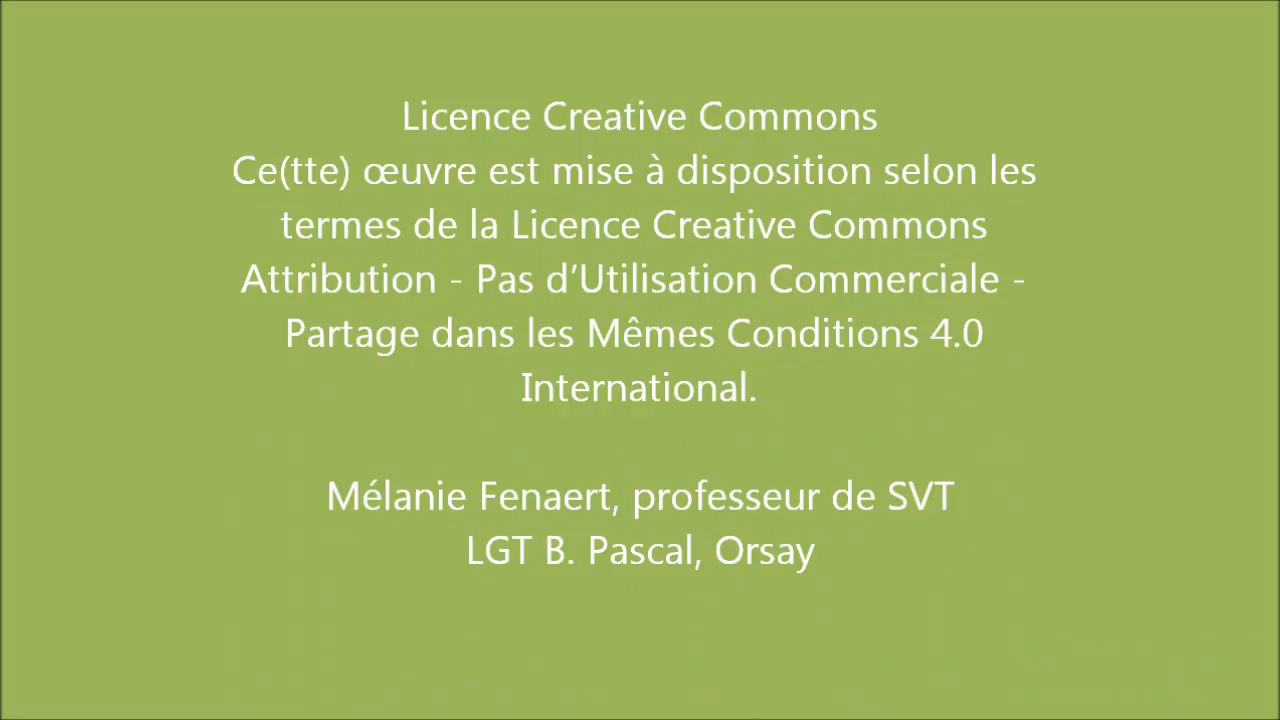 Licence Creative Commons
Ce(tte) œuvre est mise à disposition selon les
termes de la Licence Creative Commons
Attribution - Pas d’Utilisation Commerciale -
Partage dans les Mêmes Conditions 4.0
International.
Mélanie Fenaert, professeur de SVT
LGT B. Pascal, Orsay